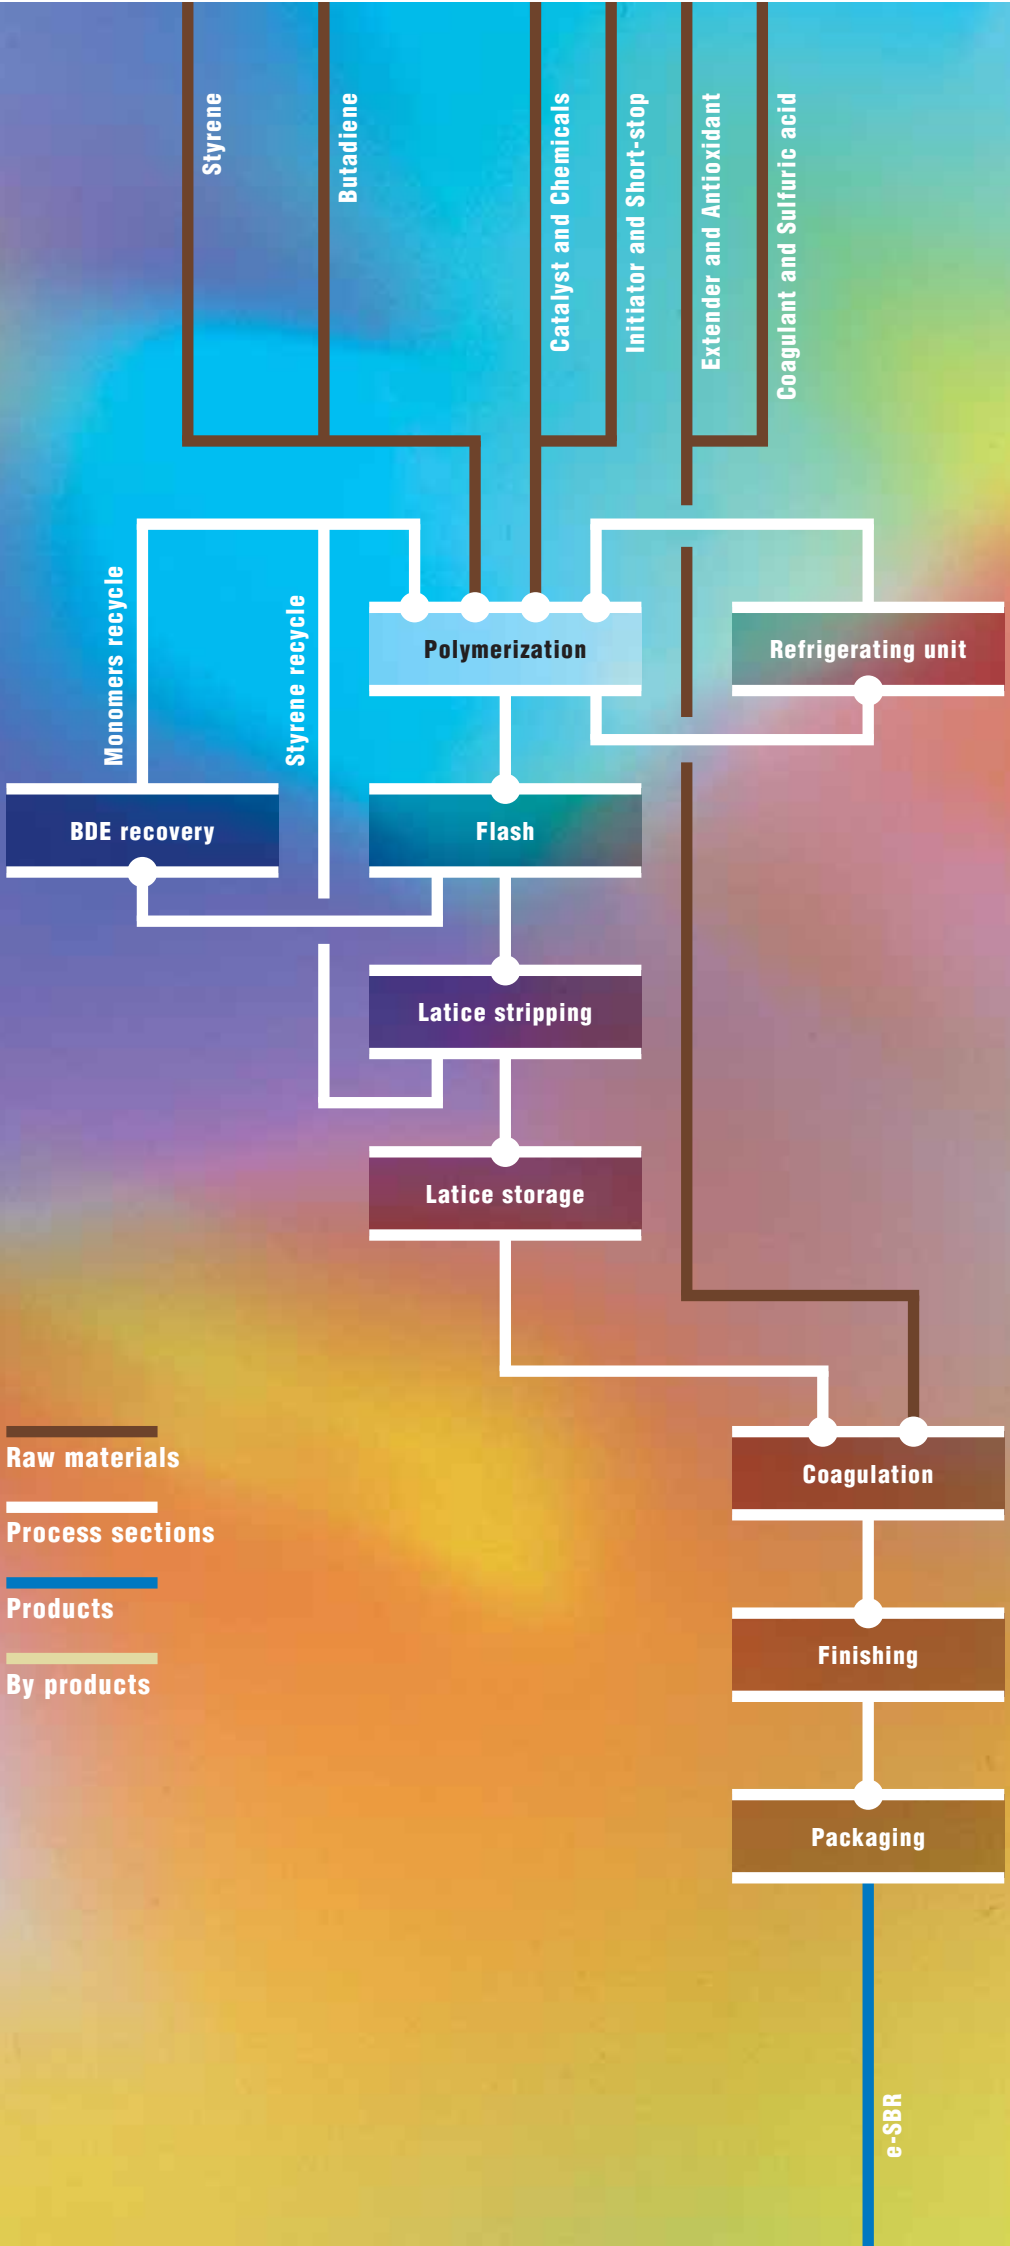 Styrene
Butadiene
Catalyst and Chemicals
Initiator and Short-stop
Extender and Antioxidant
Coagulant and Sulfuric acid
Monomers recycle
Styrene recycle
Polymerization
Refrigerating unit
BDE recovery
Flash
Latice stripping
Latice storage
Raw materials
Process sections
Products
By products
Coagulation
Finishing
Packaging
e-SBR